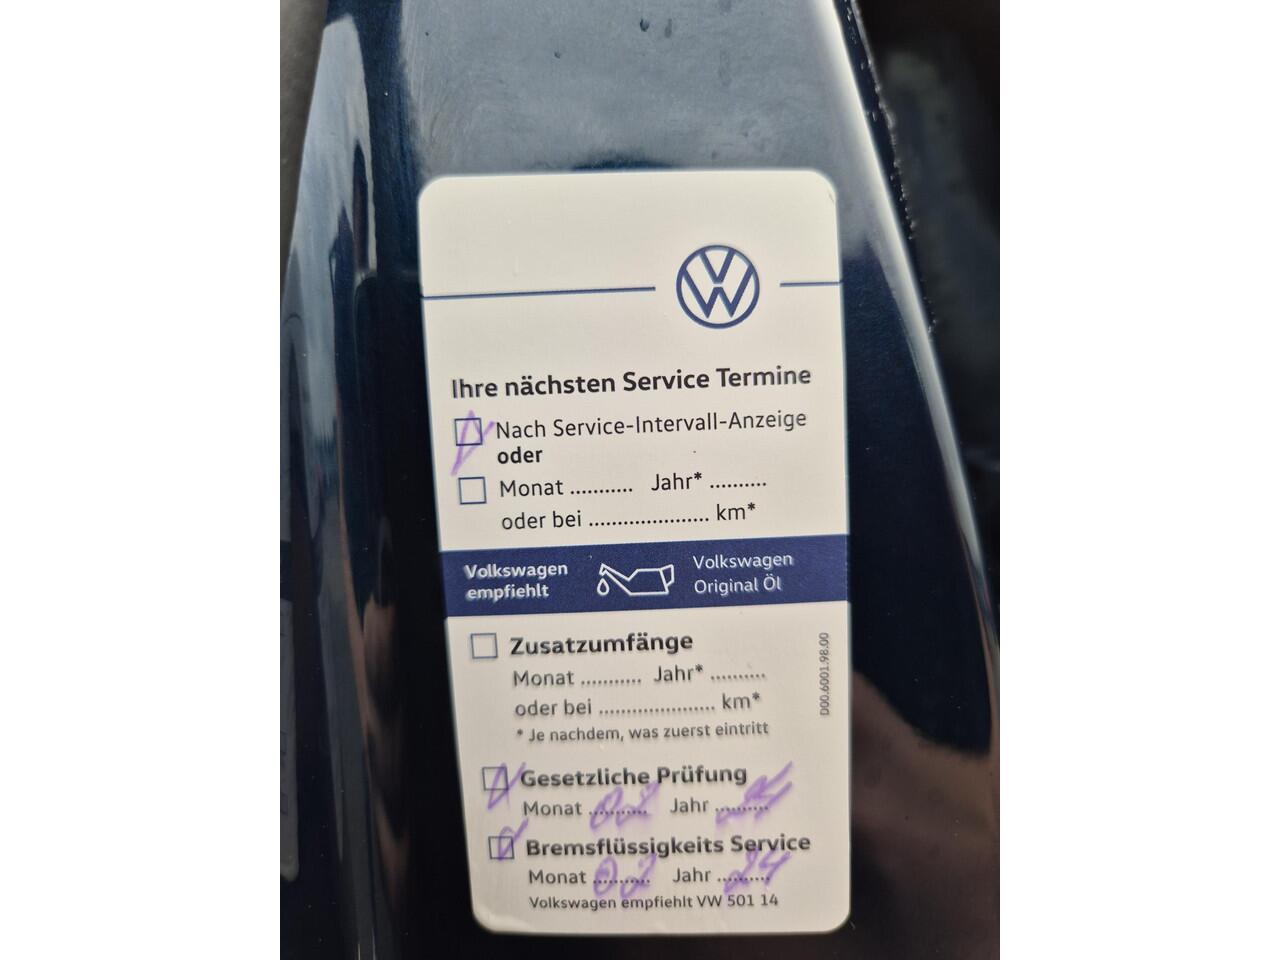 Ihre nächsten Service Termine
Nach Service-Intervall-Anzeige
oder
Monat ........... Jahr* ..........
oder bei ..................... km*
Volkswagen empfiehlt
Volkswagen Original Öl
Zusatzumfänge
Monat ........... Jahr* ..........
oder bei ..................... km*
* Je nachdem, was zuerst eintritt
D00.6001.98.00
Gesetzliche Prüfung
Monat 02 Jahr 24
Bremsflüssigkeits Service
Monat 02 Jahr 24
Volkswagen empfiehlt VW 501 14